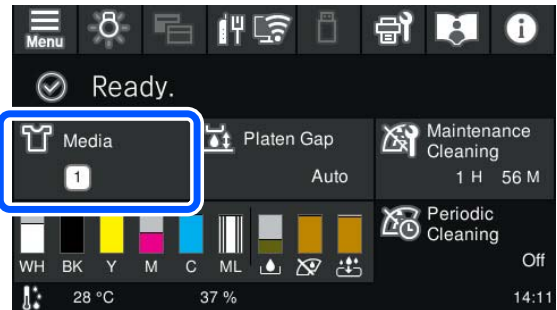 Menu
Ready.
Media
1
Platen Gap
Auto
Maintenance
Cleaning
1 H 56 M
WH BK Y M C ML
Periodic
Cleaning
Off
28 °C 37 % 14:11